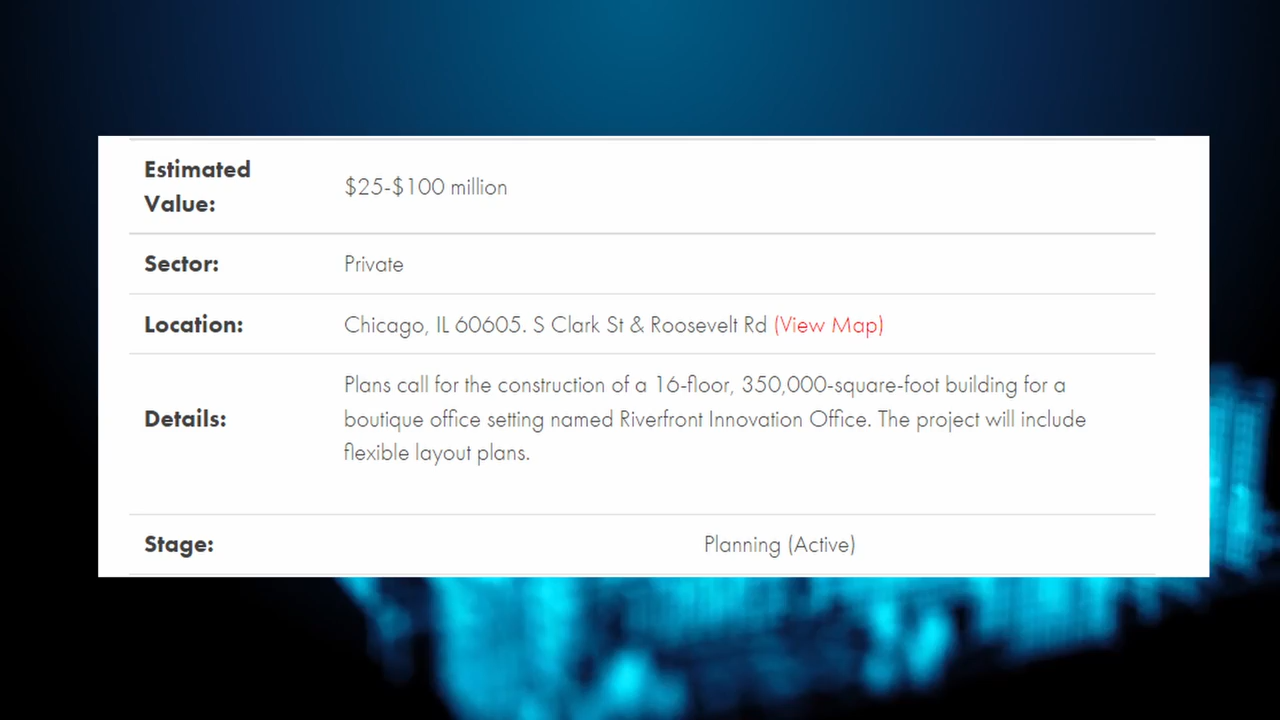 Estimated
Value:
$25-$100 million
Sector:
Private
Location:
Chicago, IL 60605. S Clark St & Roosevelt Rd (View Map)
Details:
Plans call for the construction of a 16-floor, 350,000-square-foot building for a
boutique office setting named Riverfront Innovation Office. The project will include
flexible layout plans.
Stage:
Planning (Active)